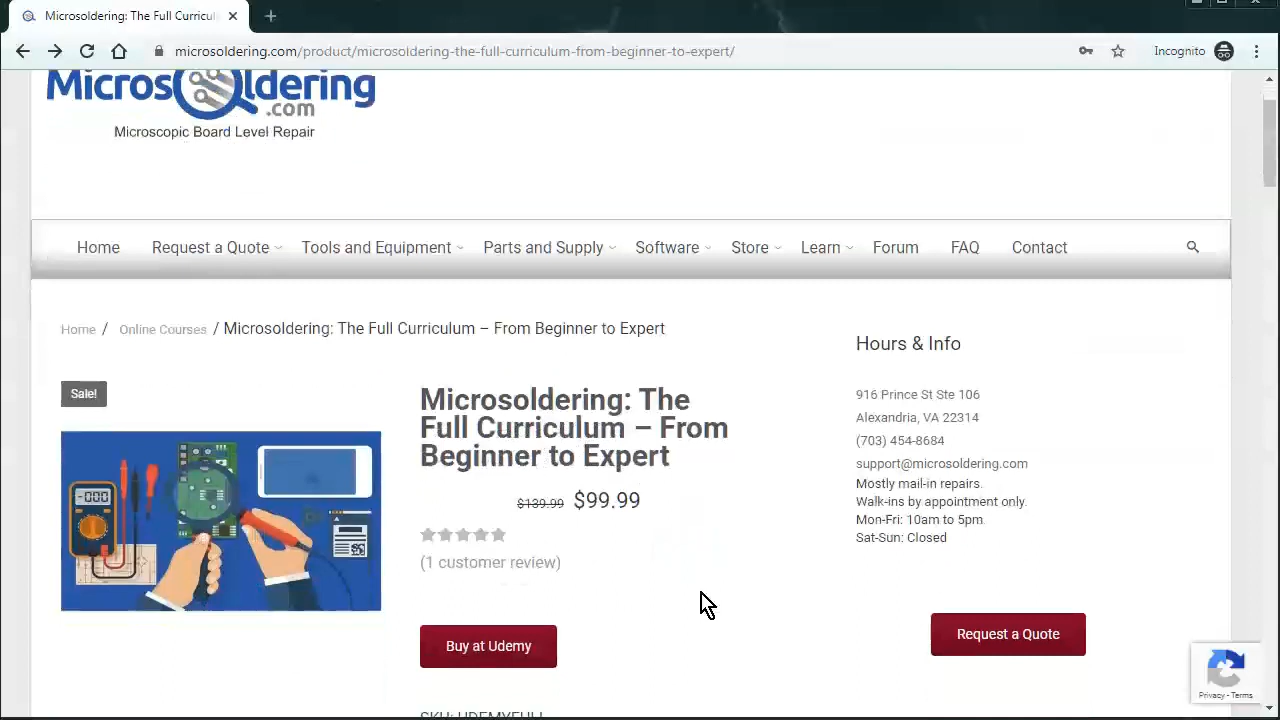 Microsoldering: The Full Curricul
microsoldering.com/product/microsoldering-the-full-curriculum-from-beginner-to-expert/
Incognito
Microsoldering
.com
Microscopic Board Level Repair
Home
Request a Quote
Tools and Equipment
Parts and Supply
Software
Store
Learn
Forum
FAQ
Contact
Home / Online Courses / Microsoldering: The Full Curriculum – From Beginner to Expert
Sale!
-000
Microsoldering: The
Full Curriculum – From
Beginner to Expert
$139.99 $99.99
(1 customer review)
Buy at Udemy
SKU: UDEMYFULL
Hours & Info
916 Prince St Ste 106
Alexandria, VA 22314
(703) 454-8684
support@microsoldering.com
Mostly mail-in repairs.
Walk-ins by appointment only.
Mon-Fri: 10am to 5pm
Sat-Sun: Closed
Request a Quote
Privacy - Terms